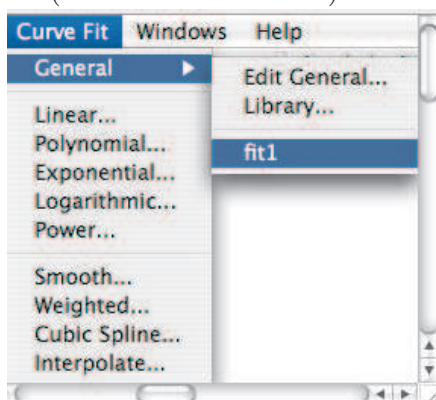 Curve Fit Windows Help
General
Edit General...
Library...
fit1
Linear...
Polynomial...
Exponential...
Logarithmic...
Power...
Smooth...
Weighted...
Cubic Spline...
Interpolate...